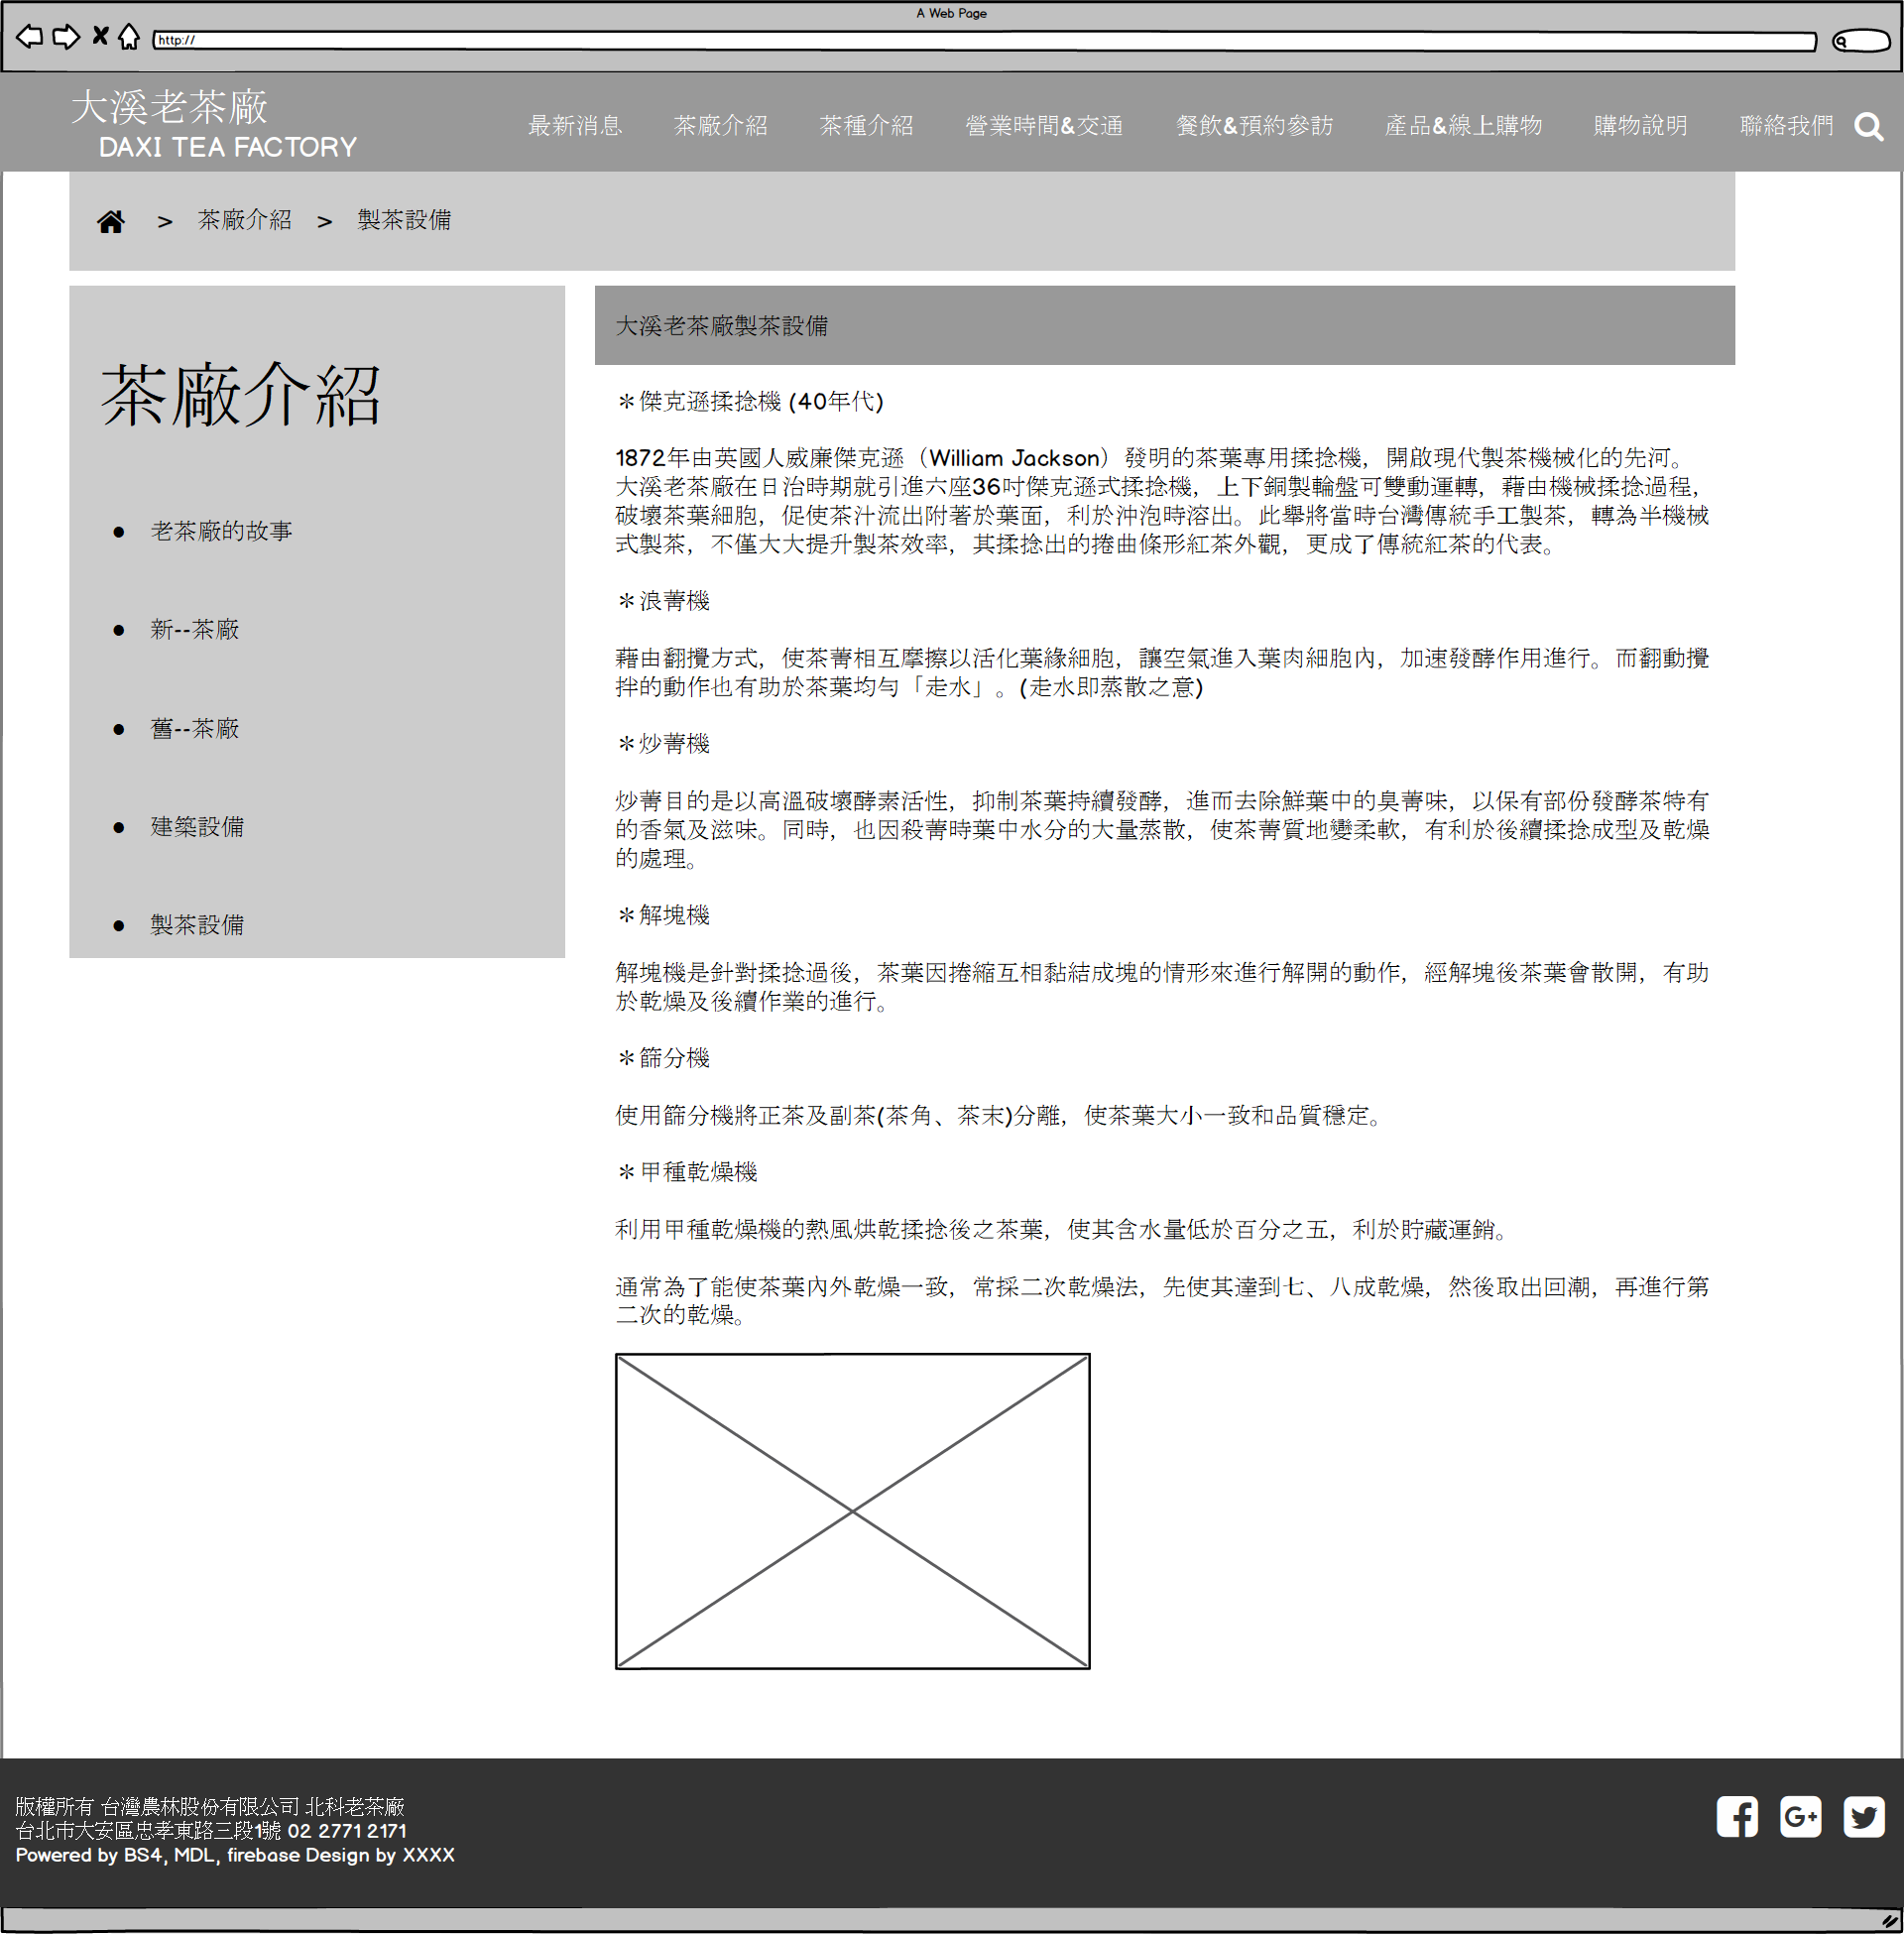 A Web Page
http://
大溪老茶廠
DAXI TEA FACTORY
最新消息 茶廠介紹 茶種介紹 營業時間&交通 餐飲&預約參訪 產品&線上購物 購物說明 聯絡我們
> 茶廠介紹 > 製茶設備
茶廠介紹
● 老茶廠的故事
● 新--茶廠
● 舊--茶廠
● 建築設備
● 製茶設備
大溪老茶廠製茶設備
＊傑克遜揉捻機 (40年代)
1872年由英國人威廉傑克遜（William Jackson）發明的茶葉專用揉捻機，開啟現代製茶機械化的先河。
大溪老茶廠在日治時期就引進六座36吋傑克遜式揉捻機，上下銅製輪盤可雙動運轉，藉由機械揉捻過程，
破壞茶葉細胞，促使茶汁流出附著於葉面，利於沖泡時溶出。此舉將當時台灣傳統手工製茶，轉為半機械
式製茶，不僅大大提升製茶效率，其揉捻出的捲曲條形紅茶外觀，更成了傳統紅茶的代表。
＊浪菁機
藉由翻攪方式，使茶菁相互摩擦以活化葉緣細胞，讓空氣進入葉肉細胞內，加速發酵作用進行。而翻動攪
拌的動作也有助於茶葉均勻「走水」。(走水即蒸散之意)
＊炒菁機
炒菁目的是以高溫破壞酵素活性，抑制茶葉持續發酵，進而去除鮮葉中的臭菁味，以保有部份發酵茶特有
的香氣及滋味。同時，也因殺菁時葉中水分的大量蒸散，使茶菁質地變柔軟，有利於後續揉捻成型及乾燥
的處理。
＊解塊機
解塊機是針對揉捻過後，茶葉因捲縮互相黏結成塊的情形來進行解開的動作，經解塊後茶葉會散開，有助
於乾燥及後續作業的進行。
＊篩分機
使用篩分機將正茶及副茶(茶角、茶末)分離，使茶葉大小一致和品質穩定。
＊甲種乾燥機
利用甲種乾燥機的熱風烘乾揉捻後之茶葉，使其含水量低於百分之五，利於貯藏運銷。
通常為了能使茶葉內外乾燥一致，常採二次乾燥法，先使其達到七、八成乾燥，然後取出回潮，再進行第
二次的乾燥。
版權所有 台灣農林股份有限公司 北科老茶廠
台北市大安區忠孝東路三段1號 02 2771 2171
Powered by BS4, MDL, firebase Design by XXXX